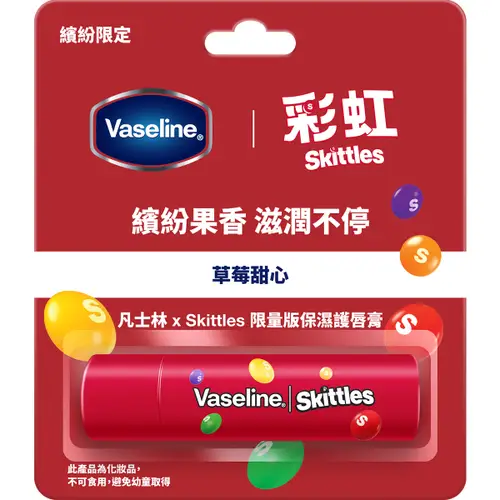 繽紛限定
Vaseline®
彩虹
Skittles
繽紛果香 滋潤不停
草莓甜心
凡士林 x Skittles 限量版保濕護唇膏
Vaseline® | Skittles
此產品為化妝品，
不可食用，避免幼童取得
S
S
S
S
S
S
S